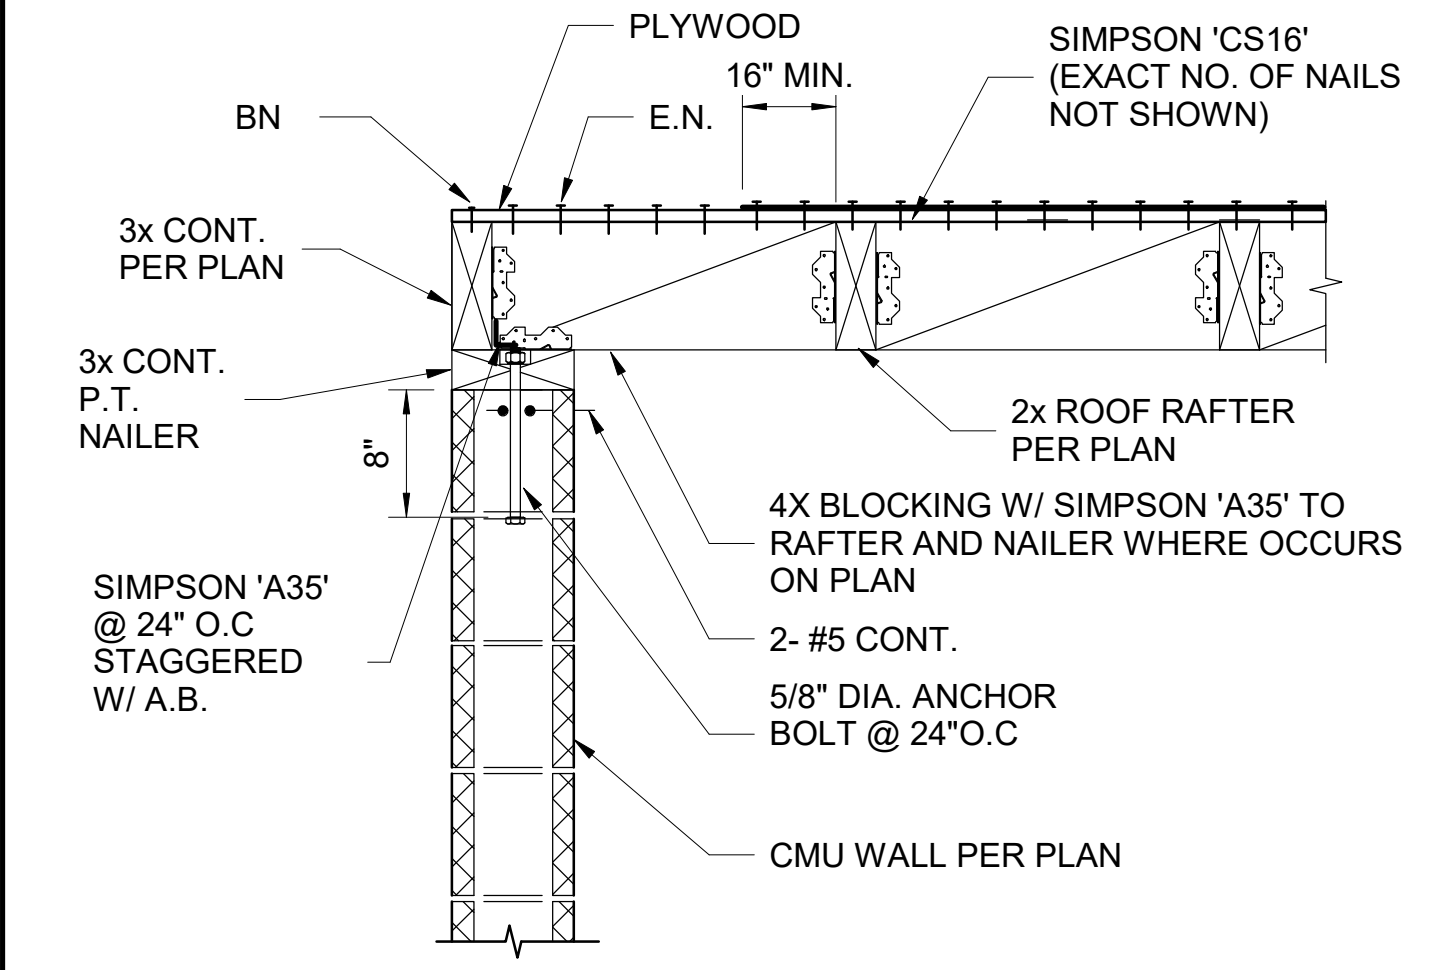 PLYWOOD
SIMPSON 'CS16'
(EXACT NO. OF NAILS
NOT SHOWN)
16" MIN.
BN
E.N.
3x CONT.
PER PLAN
3x CONT.
P.T.
NAILER
8"
2x ROOF RAFTER
PER PLAN
4X BLOCKING W/ SIMPSON 'A35' TO
RAFTER AND NAILER WHERE OCCURS
ON PLAN
SIMPSON 'A35'
@ 24" O.C
STAGGERED
W/ A.B.
2- #5 CONT.
5/8" DIA. ANCHOR
BOLT @ 24"O.C
CMU WALL PER PLAN